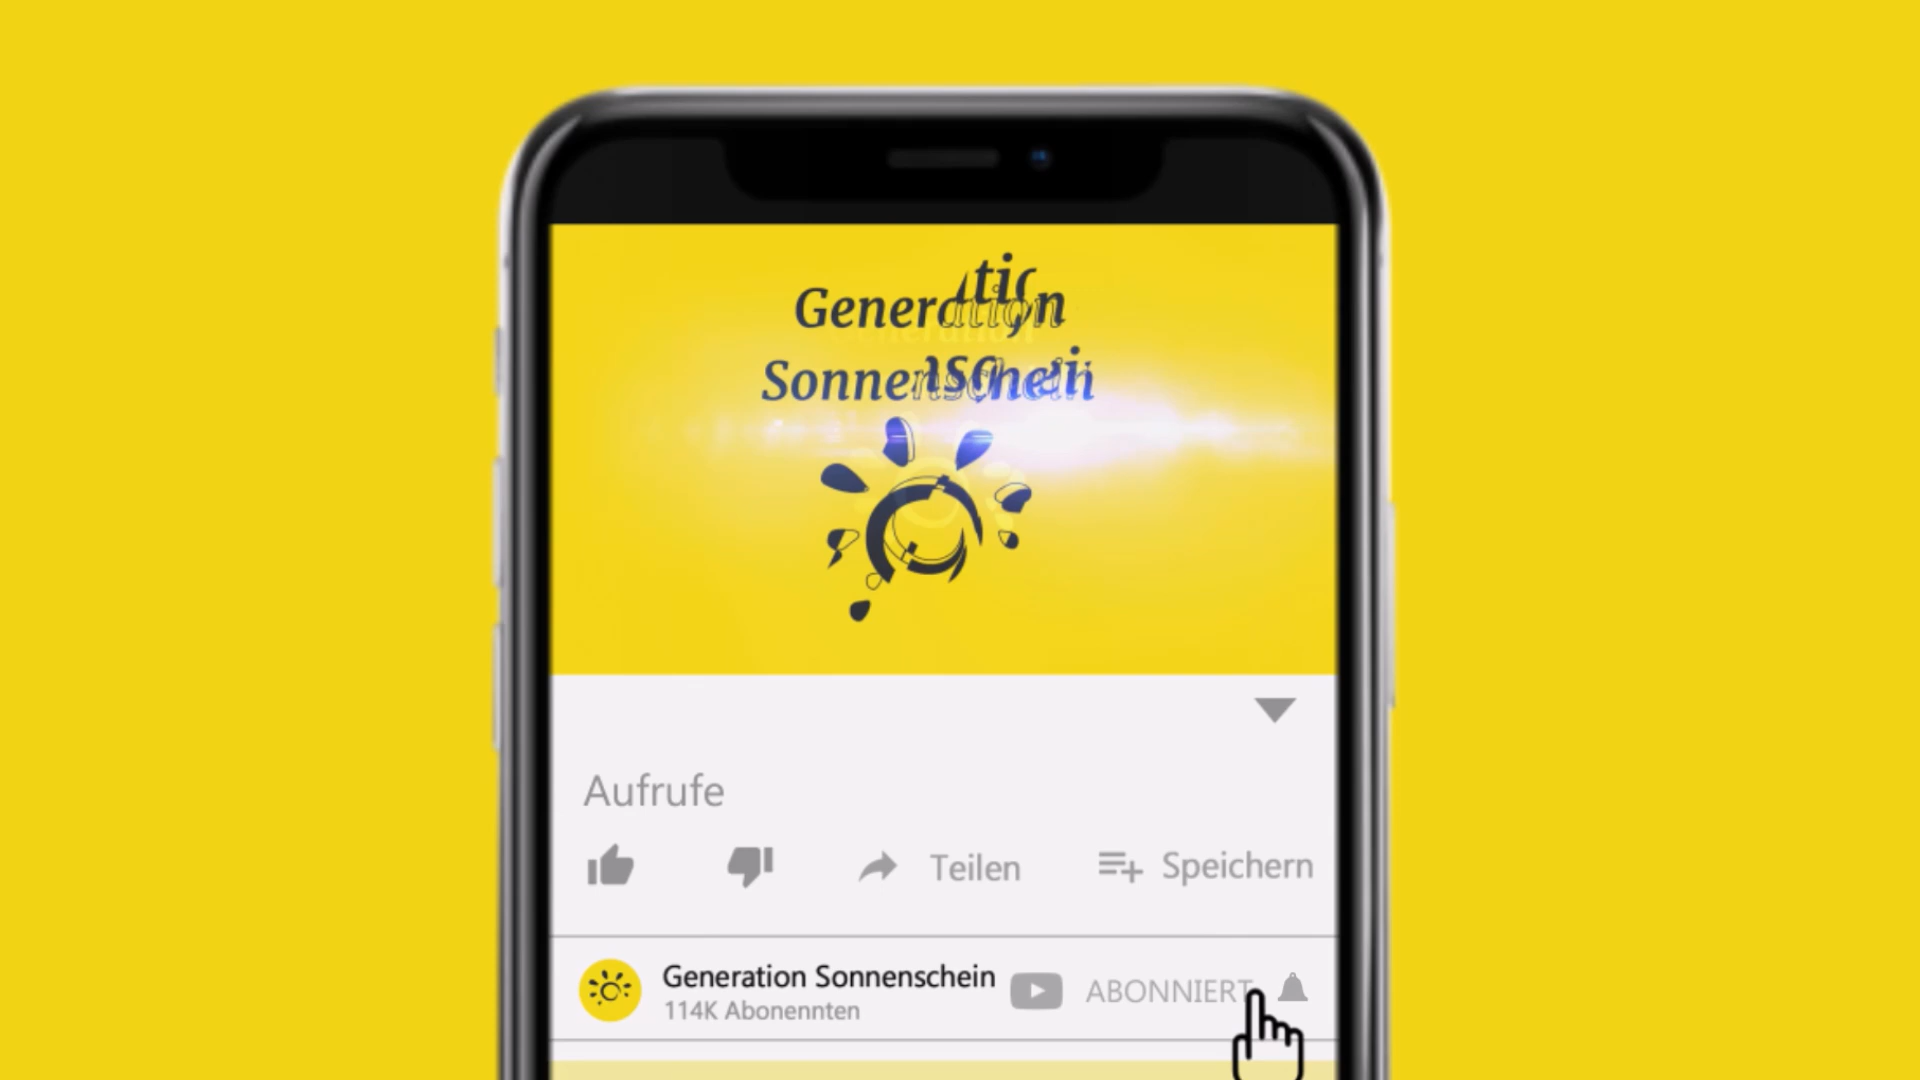 Generation
Sonnenschein
Aufrufe
Teilen
Speichern
Generation Sonnenschein
ABONNIERT
114K Abonennten